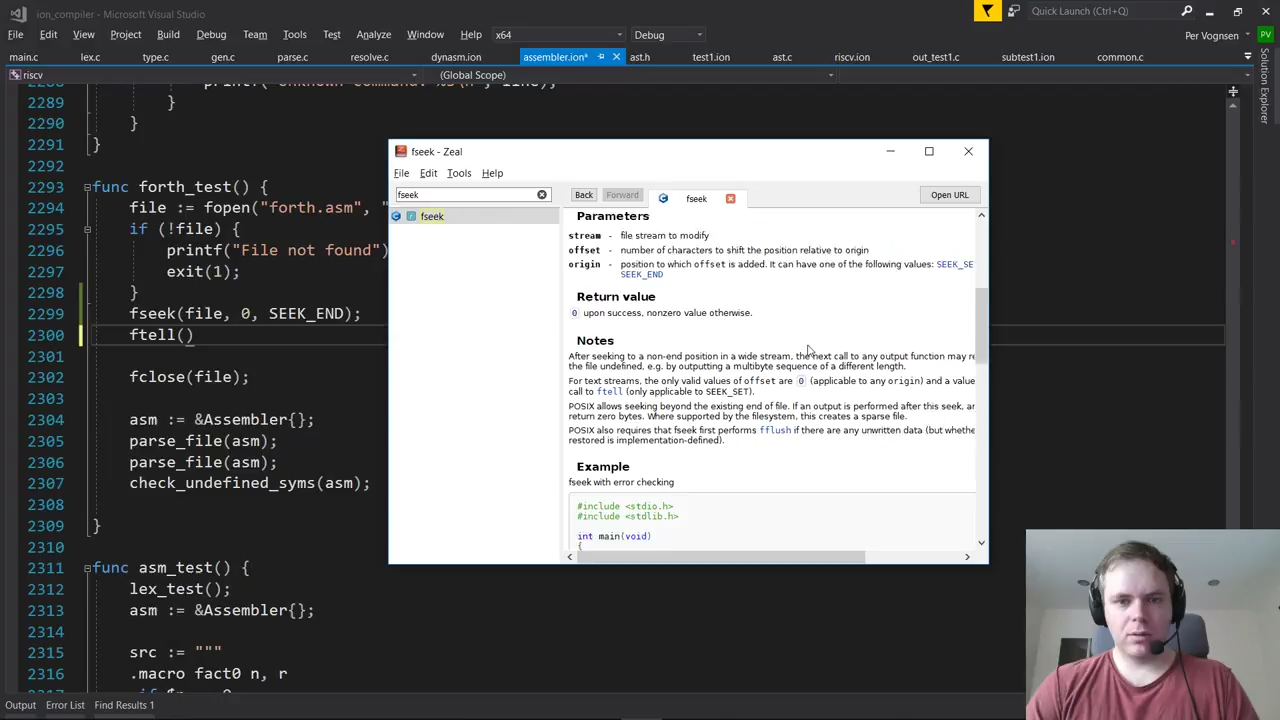 ion_compiler - Microsoft Visual Studio
Quick Launch (Ctrl+Q)
File Edit View Project Build Debug Team Tools Test Analyze Window Help x64 Debug Per Vognsen PV
main.c lex.c type.c gen.c parse.c resolve.c dynasm.ion assembler.ion* ast.h test1.ion ast.c riscv.ion out_test1.c subtest1.ion common.c
riscv (Global Scope)
Solution Explorer
2289 }
2290 }
2291 }
2292
2293 func forth_test() {
2294 file := fopen("forth.asm", "
2295 if (!file) {
2296 printf("File not found")
2297 exit(1);
2298 }
2299 fseek(file, 0, SEEK_END);
2300 ftell()
2301
2302 fclose(file);
2303
2304 asm := &Assembler{};
2305 parse_file(asm);
2306 parse_file(asm);
2307 check_undefined_syms(asm);
2308
2309 }
2310
2311 func asm_test() {
2312 lex_test();
2313 asm := &Assembler{};
2314
2315 src := """
2316 .macro fact0 n, r
Output Error List Find Results 1
fseek - Zeal
File Edit Tools Help
fseek Back Forward fseek Open URL
fseek
Parameters
stream - file stream to modify
offset - number of characters to shift the position relative to origin
origin - position to which offset is added. It can have one of the following values: SEEK_SE
SEEK_END
Return value
0 upon success, nonzero value otherwise.
Notes
After seeking to a non-end position in a wide stream, the next call to any output function may re
the file undefined, e.g. by outputting a multibyte sequence of a different length.
For text streams, the only valid values of offset are 0 (applicable to any origin) and a value
call to ftell (only applicable to SEEK_SET).
POSIX allows seeking beyond the existing end of file. If an output is performed after this seek, an
return zero bytes. Where supported by the filesystem, this creates a sparse file.
POSIX also requires that fseek first performs fflush if there are any unwritten data (but whethe
restored is implementation-defined).
Example
fseek with error checking
#include <stdio.h>
#include <stdlib.h>
int main(void)
{